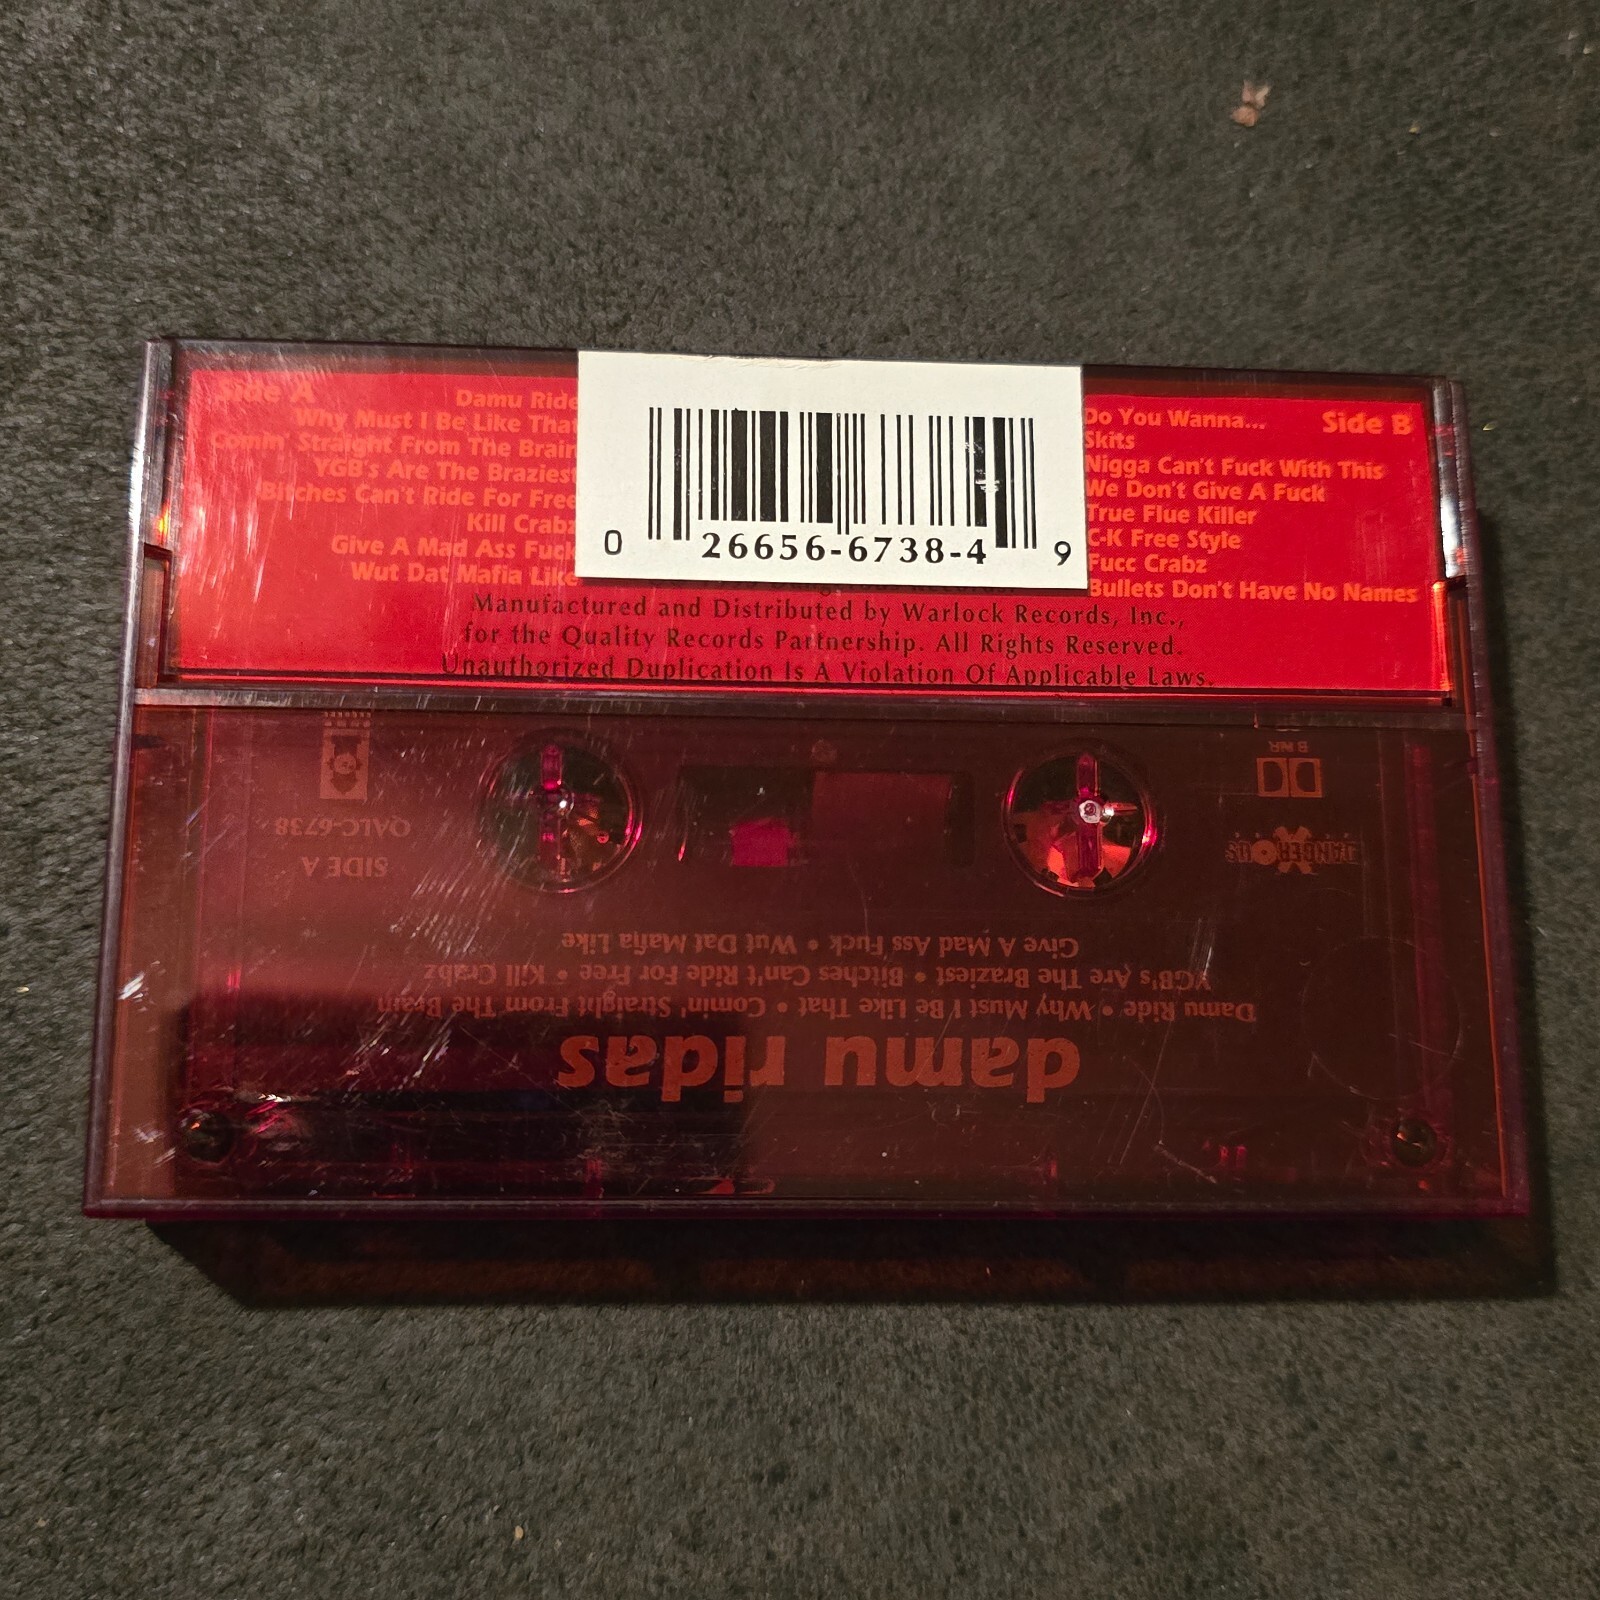 Side A
Damu Ride
Why Must I Be Like That
Comin' Straight From The Brain
YGB's Are The Braziest
Bitches Can't Ride For Free
Kill Crabz
Give A Mad Ass Fuck
Wut Dat Mafia Like
0 26656-6738-4 9
Side B
Do You Wanna...
Skits
Nigga Can't Fuck With This
We Don't Give A Fuck
True Flue Killer
C-K Free Style
Fucc Crabz
Bullets Don't Have No Names
Manufactured and Distributed by Warlock Records, Inc.,
for the Quality Records Partnership. All Rights Reserved.
Unauthorized Duplication Is A Violation Of Applicable Laws.
damu ridas
Damu Ride • Why Must I Be Like That • Comin' Straight From The Brain
YGB's Are The Braziest • Bitches Can't Ride For Free • Kill Crabz
Give A Mad Ass Fuck • Wut Dat Mafia Like
DANGEROUS
SIDE A
QALC-6738
B NR